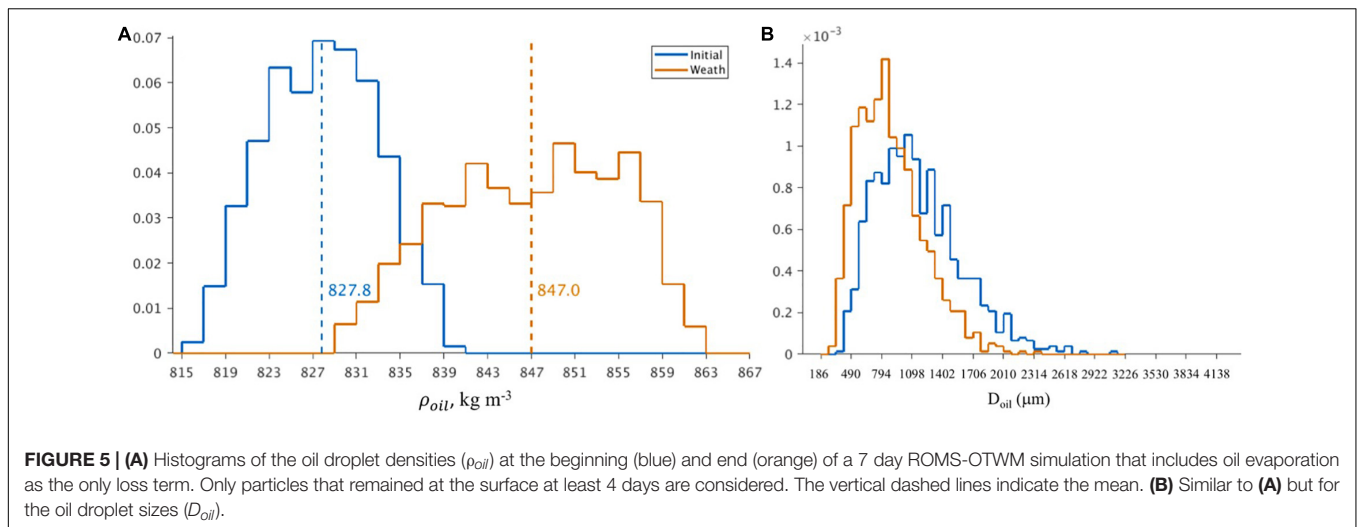 A
B
0.07
0.06
0.05
0.04
0.03
0.02
0.01
0
Initial
Weath
827.8
847.0
815 819 823 827 831 835 839 843 847 851 855 859 863 867
ρoil, kg m-3
×10−3
1.4
1.2
1
0.8
0.6
0.4
0.2
0
186 490 794 1098 1402 1706 2010 2314 2618 2922 3226 3530 3834 4138
Doil (μm)
FIGURE 5 | (A) Histograms of the oil droplet densities (ρoil) at the beginning (blue) and end (orange) of a 7 day ROMS-OTWM simulation that includes oil evaporation
as the only loss term. Only particles that remained at the surface at least 4 days are considered. The vertical dashed lines indicate the mean. (B) Similar to (A) but for
the oil droplet sizes (Doil).